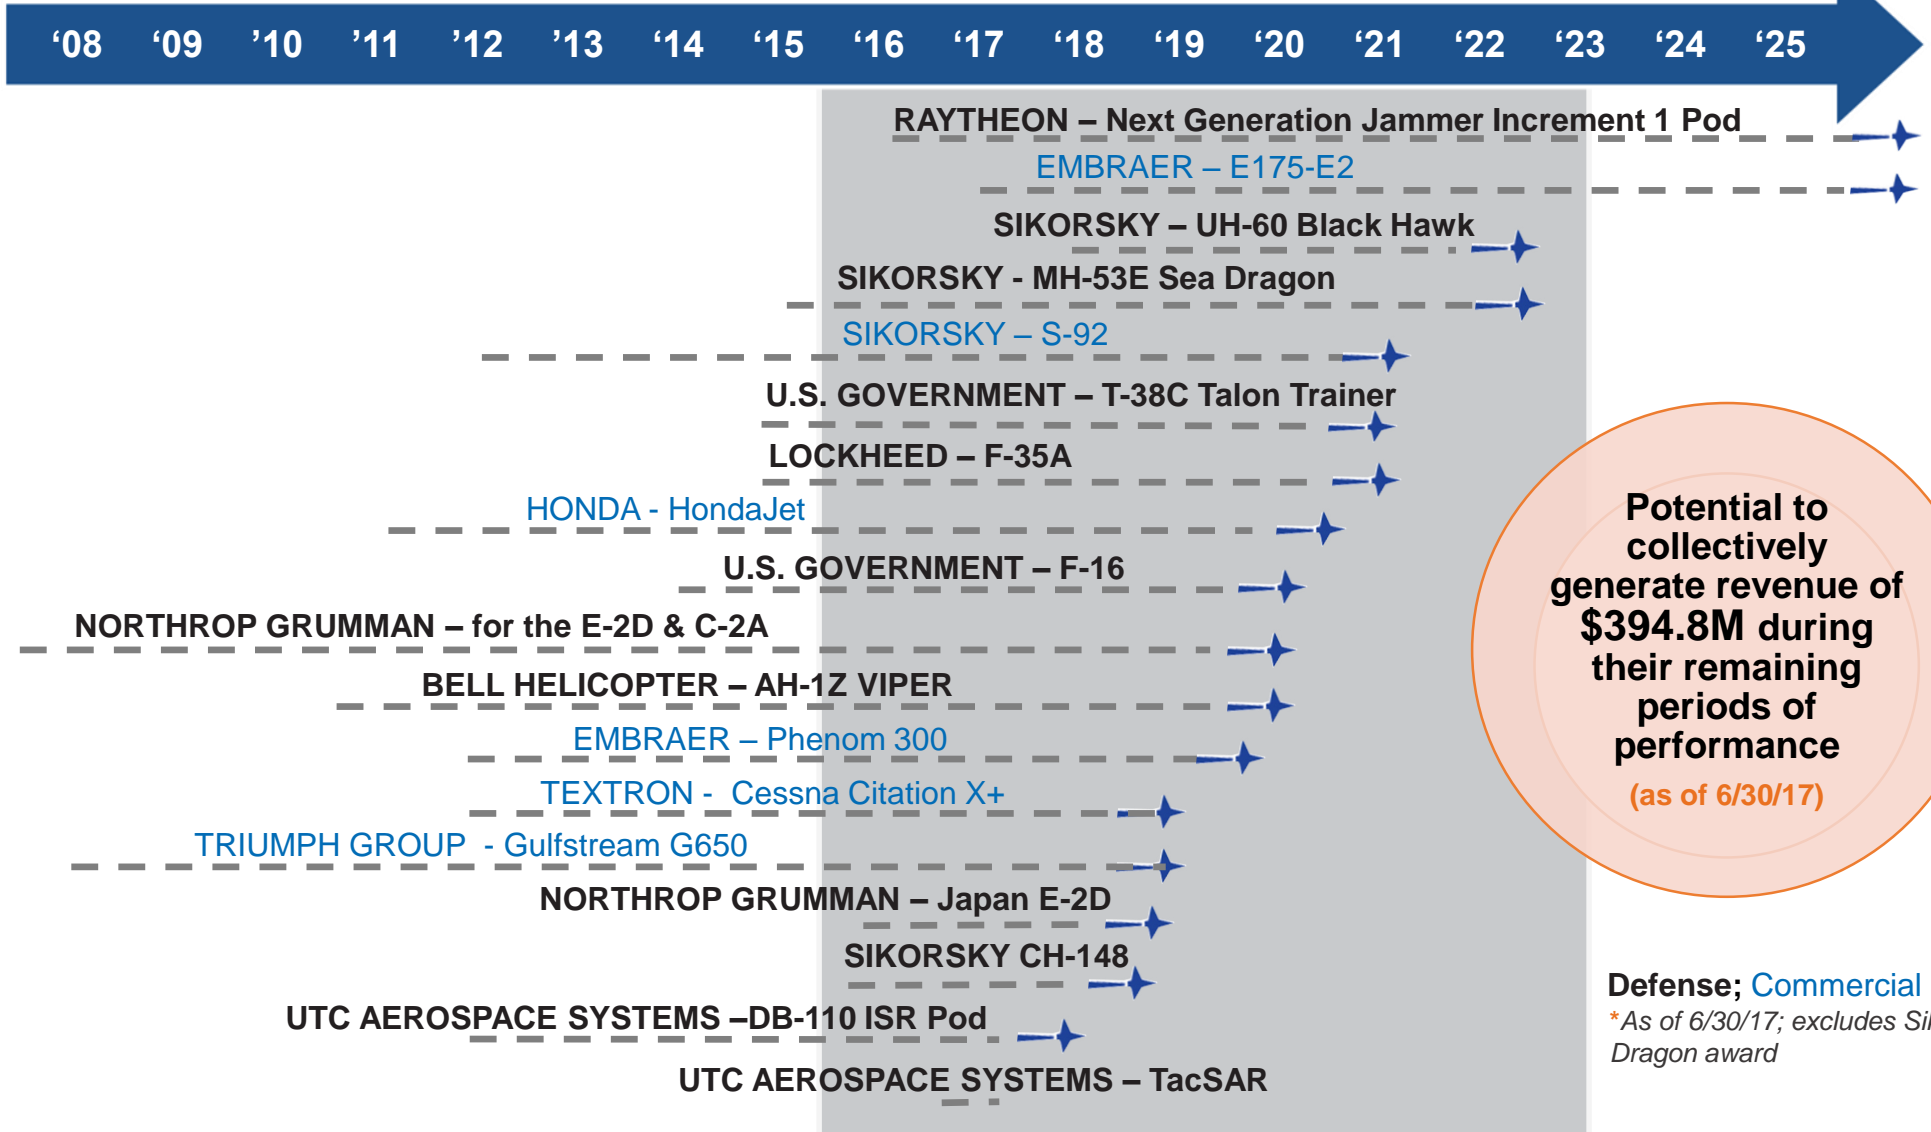 ‘08 ‘09 ’10 ’11 ’12 ‘13 ‘14 ‘15 ‘16 ‘17 ‘18 ‘19 ‘20 ‘21 ‘22 ‘23 ‘24 ‘25
RAYTHEON – Next Generation Jammer Increment 1 Pod
EMBRAER – E175-E2
SIKORSKY – UH-60 Black Hawk
SIKORSKY - MH-53E Sea Dragon
SIKORSKY – S-92
U.S. GOVERNMENT – T-38C Talon Trainer
LOCKHEED – F-35A
HONDA - HondaJet
U.S. GOVERNMENT – F-16
NORTHROP GRUMMAN – for the E-2D & C-2A
BELL HELICOPTER – AH-1Z VIPER
EMBRAER – Phenom 300
TEXTRON - Cessna Citation X+
TRIUMPH GROUP - Gulfstream G650
NORTHROP GRUMMAN – Japan E-2D
SIKORSKY CH-148
UTC AEROSPACE SYSTEMS –DB-110 ISR Pod
UTC AEROSPACE SYSTEMS – TacSAR
Potential to
collectively
generate revenue of
$394.8M during
their remaining
periods of
performance
(as of 6/30/17)
Defense; Commercial
*As of 6/30/17; excludes
Dragon award